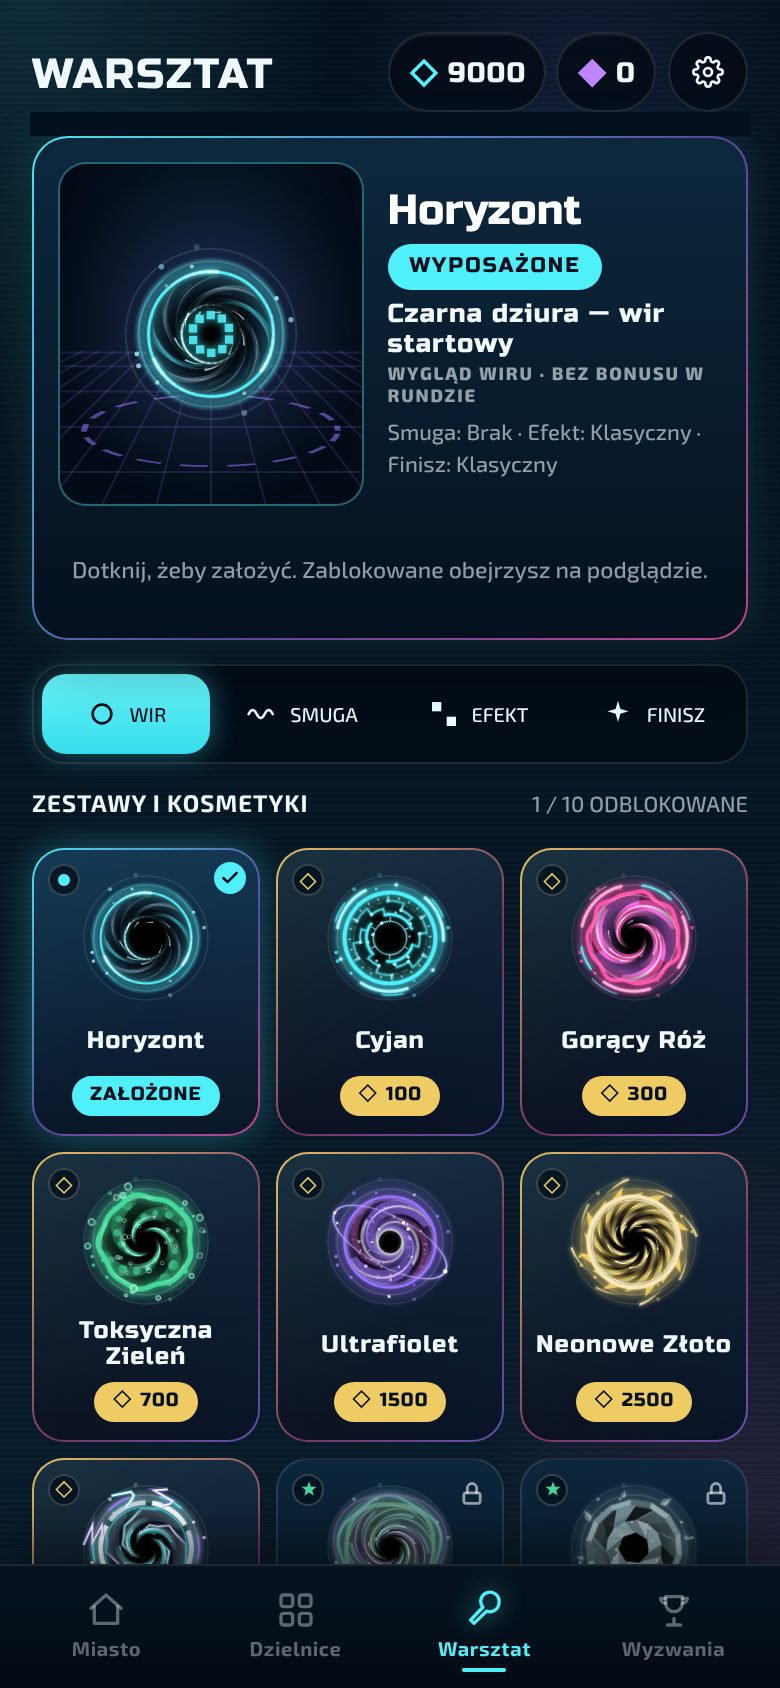 WARSZTAT
9000
0
Horyzont
WYPOSAŻONE
Czarna dziura — wir
startowy
WYGLĄD WIRU · BEZ BONUSU W
RUNDZIE
Smuga: Brak · Efekt: Klasyczny ·
Finisz: Klasyczny
Dotknij, żeby założyć. Zablokowane obejrzysz na podglądzie.
WIR
SMUGA
EFEKT
FINISZ
ZESTAWY I KOSMETYKI
1 / 10 ODBLOKOWANE
Horyzont
ZAŁOŻONE
Cyjan
100
Gorący Róż
300
Toksyczna
Zieleń
700
Ultrafiolet
1500
Neonowe Złoto
2500
Miasto
Dzielnice
Warsztat
Wyzwania